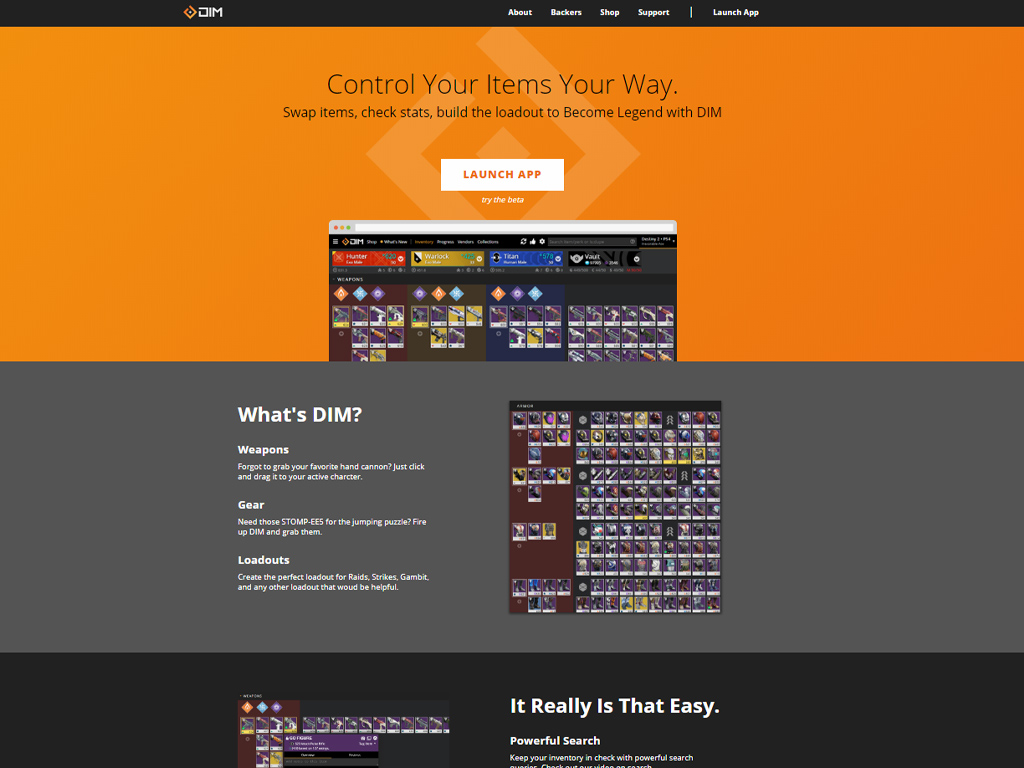 DIM
About Backers Shop Support | Launch App
Control Your Items Your Way.
Swap items, check stats, build the loadout to Become Legend with DIM
LAUNCH APP
try the beta
DIM Shop What's New Inventory Progress Vendors Collections
Hunter Warlock Titan Vault
Human Male
WEAPONS
What's DIM?
ARMOR
Weapons
Forgot to grab your favorite hand cannon? Just click
and drag it to your active charcter.
Gear
Need those STOMP-EE5 for the jumping puzzle? Fire
up DIM and grab them.
Loadouts
Create the perfect loadout for Raids, Strikes, Gambit,
and any other loadout that woud be helpful.
WEAPONS
It Really Is That Easy.
Powerful Search
Keep your inventory in check with powerful search
queries. Check out our video on search